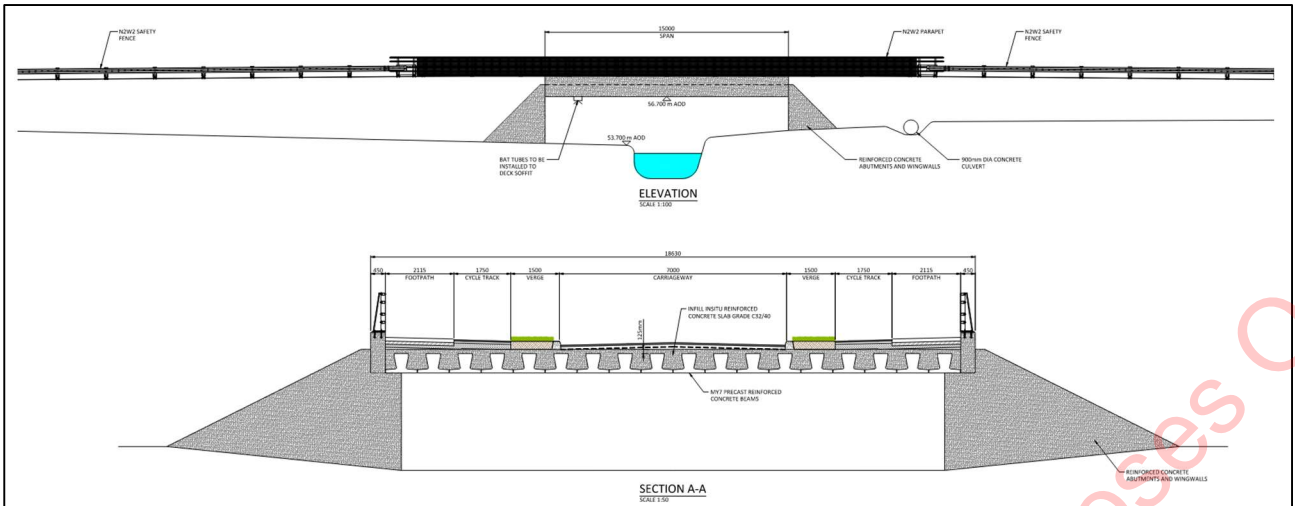 15000
SPAN
N2W2 SAFETY
FENCE
N2W2 PARAPET
N2W2 SAFETY
FENCE
56.700 m AOD
53.700 m AOD
BAT TUBES TO BE
INSTALLED TO
DECK SOFFIT
REINFORCED CONCRETE
ABUTMENTS AND WINGWALLS
900mm DIA CONCRETE
CULVERT
ELEVATION
SCALE 1:100
18630
450 2115 1750 1500 7000 1500 1750 2115 450
FOOTPATH CYCLE TRACK VERGE CARRIAGEWAY VERGE CYCLE TRACK FOOTPATH
INFILL INSITU REINFORCED
CONCRETE SLAB GRADE C32/40
125mm
MY7 PRECAST REINFORCED
CONCRETE BEAMS
REINFORCED CONCRETE
ABUTMENTS AND WINGWALLS
SECTION A-A
SCALE 1:50
oses C